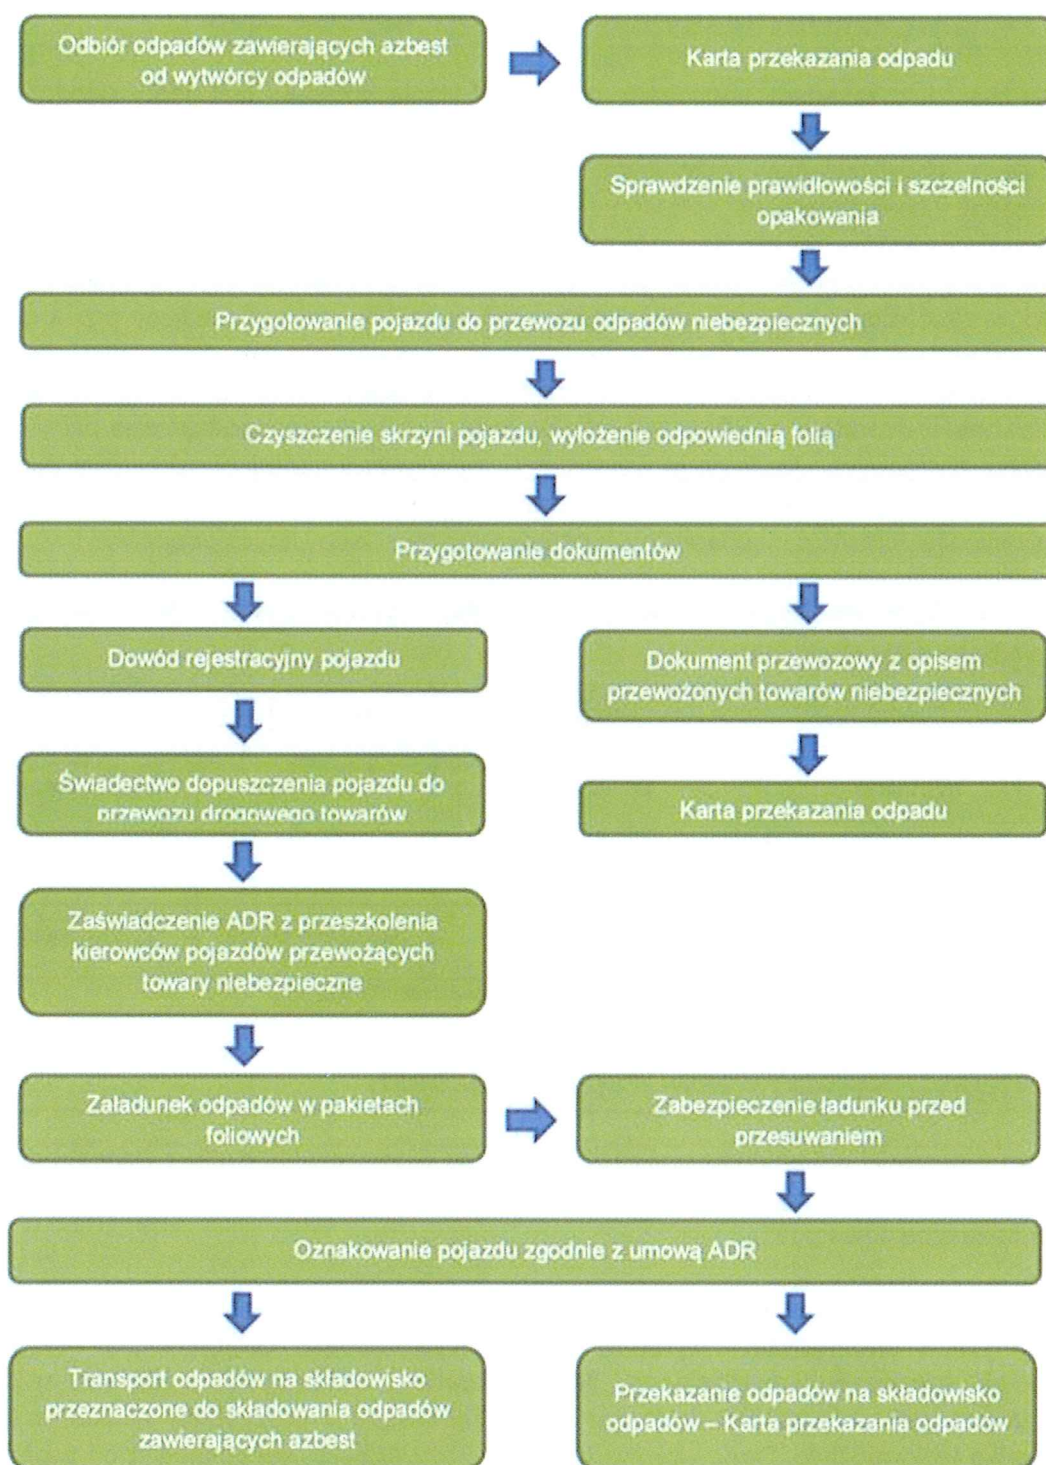 Odbiór odpadów zawierających azbest
od wytwórcy odpadów
Karta przekazania odpadu
Sprawdzenie prawidłowości i szczelności
opakowania
Przygotowanie pojazdu do przewozu odpadów niebezpiecznych
Czyszczenie skrzyni pojazdu, wyłożenie odpowiednią folią
Przygotowanie dokumentów
Dowód rejestracyjny pojazdu
Dokument przewozowy z opisem
przewożonych towarów niebezpiecznych
Świadectwo dopuszczenia pojazdu do
przewozu drogowego towarów
Karta przekazania odpadu
Zaświadczenie ADR z przeszkolenia
kierowców pojazdów przewożących
towary niebezpieczne
Załadunek odpadów w pakietach
foliowych
Zabezpieczenie ładunku przed
przesuwaniem
Oznakowanie pojazdu zgodnie z umową ADR
Transport odpadów na składowisko
przeznaczone do składowania odpadów
zawierających azbest
Przekazanie odpadów na składowisko
odpadów – Karta przekazania odpadów